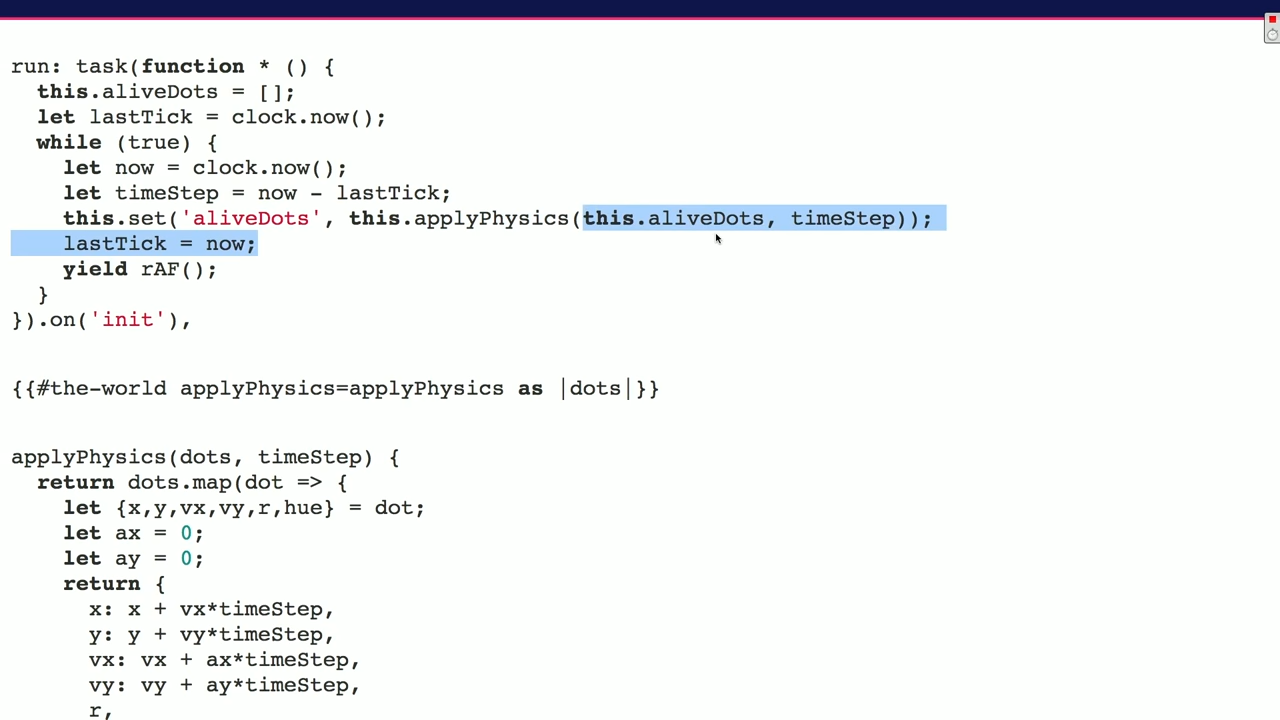 run: task(function * () {
  this.aliveDots = [];
  let lastTick = clock.now();
  while (true) {
    let now = clock.now();
    let timeStep = now - lastTick;
    this.set('aliveDots', this.applyPhysics(this.aliveDots, timeStep));
    lastTick = now;
    yield rAF();
  }
}).on('init'),
{{#the-world applyPhysics=applyPhysics as |dots|}}
applyPhysics(dots, timeStep) {
  return dots.map(dot => {
    let {x,y,vx,vy,r,hue} = dot;
    let ax = 0;
    let ay = 0;
    return {
      x: x + vx*timeStep,
      y: y + vy*timeStep,
      vx: vx + ax*timeStep,
      vy: vy + ay*timeStep,
      r,